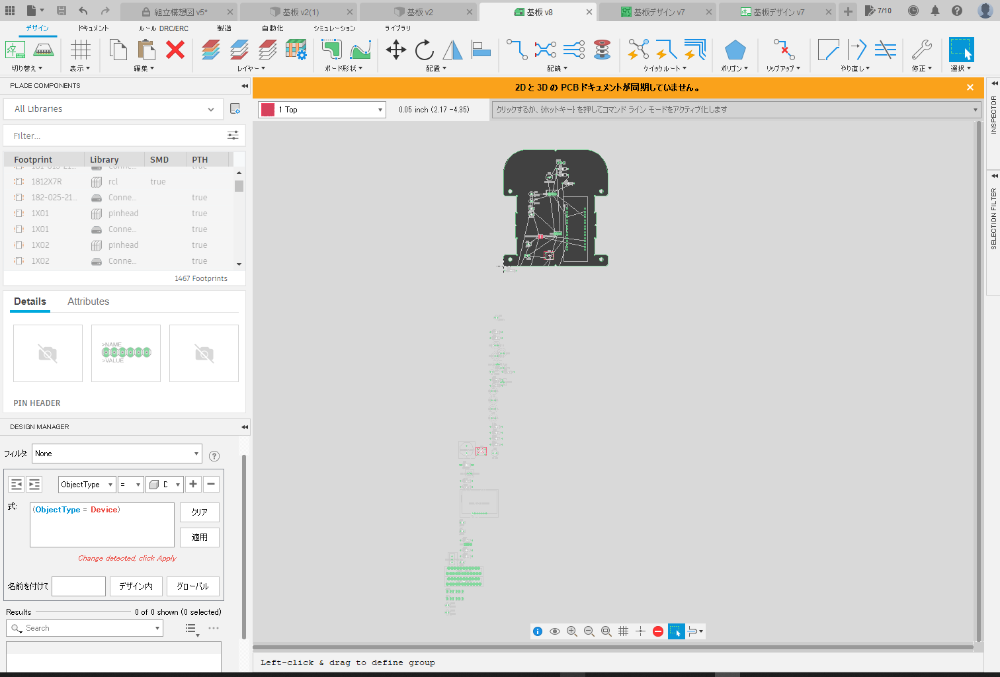 組立構想図 v5*
基板 v2(1)
基板 v2
基板 v8
基板デザイン v7
基板デザイン v7
7/10
デザイン
ドキュメント
ルール DRC/ERC
製造
自動化
シミュレーション
ライブラリ
切り替え
表示
編集
レイヤー
ボード形状
配置
配線
クイックルート
ポリゴン
リップアップ
やり直し
修正
選択
PLACE COMPONENTS
2Dと3Dの PCBドキュメントが同期していません。
All Libraries
1 Top
0.05 inch (2.17 -4.35)
クリックするか、{ホットキー} を押してコマンド ライン モードをアクティブ化します
INSPECTOR
SELECTION FILTER
Filter...
Footprint Library SMD PTH
1812X7R rcl true
182-025-21... Conne... true
1X01 pinhead true
1X01 Conne... true
1X02 pinhead true
1X02 Conne... true
1467 Footprints
Details
Attributes
>NAME
>VALUE
PIN HEADER
DESIGN MANAGER
フィルタ:
None
ObjectType
=
D
式:
(ObjectType = Device)
クリア
適用
Change detected, click Apply
名前を付けて
デザイン内
グローバル
Results
0 of 0 shown (0 selected)
Search
Left-click & drag to define group